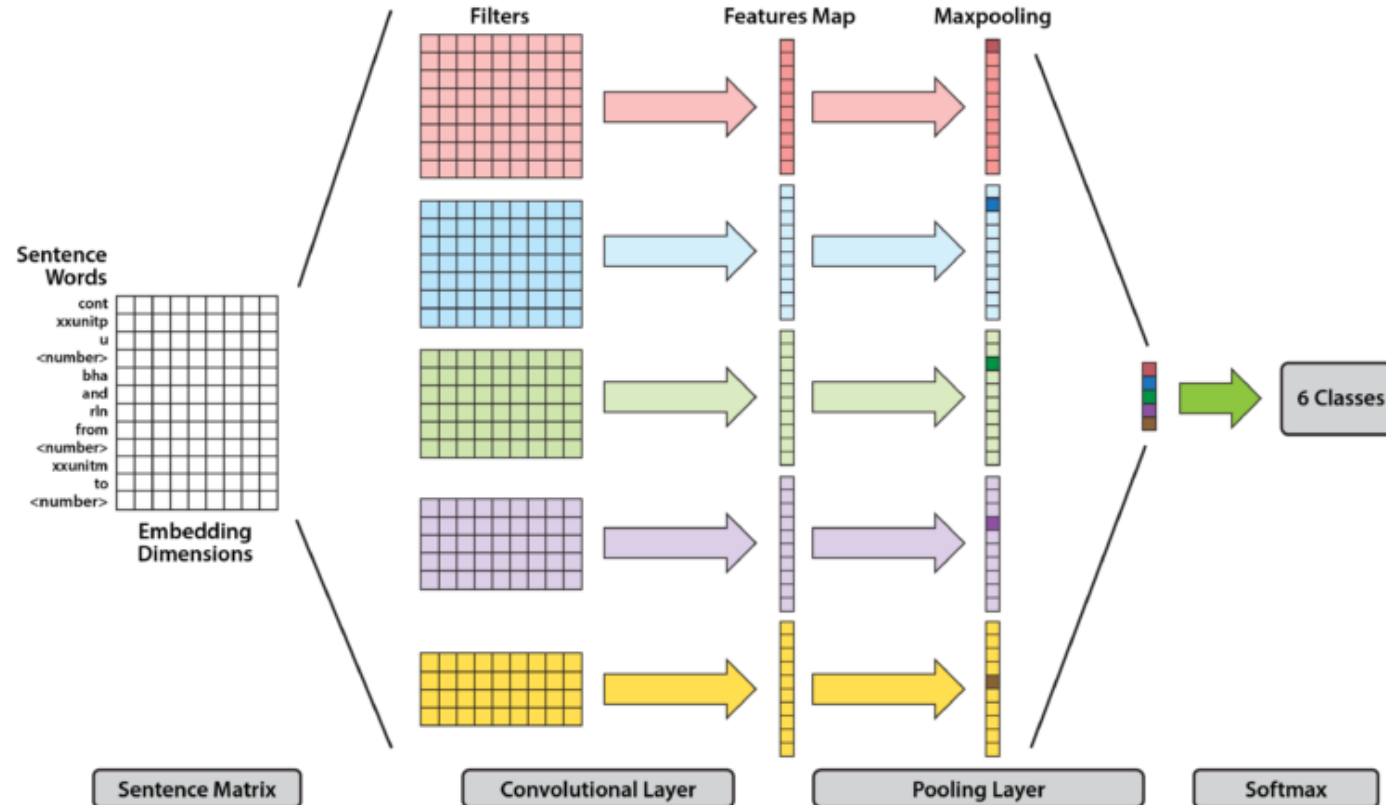 Filters
Features Map
Maxpooling
Sentence
Words
cont
xxunitp
u
<number>
bha
and
rln
from
<number>
xxunitm
to
<number>
Embedding
Dimensions
6 Classes
Sentence Matrix
Convolutional Layer
Pooling Layer
Softmax